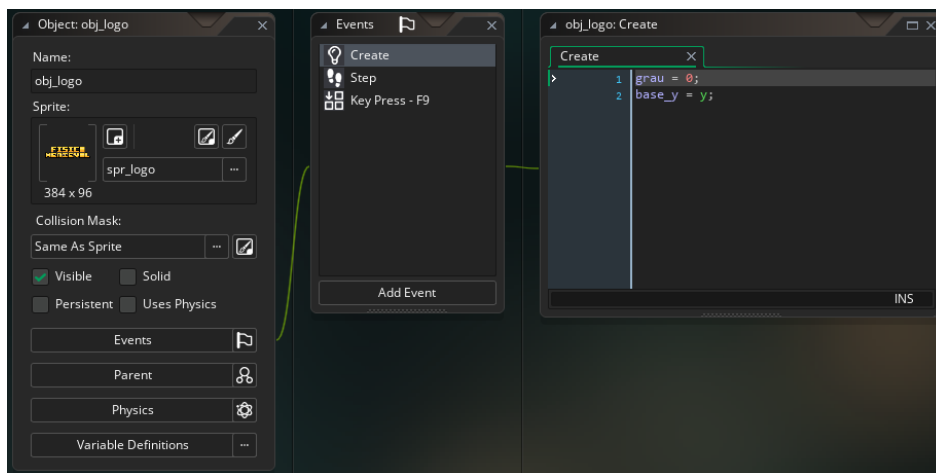 Object: obj_logo
Name:
obj_logo
Sprite:
FISICA
MEDIEVAL
spr_logo
...
384 x 96
Collision Mask:
Same As Sprite
...
Visible
Solid
Persistent
Uses Physics
Events
Parent
Physics
Variable Definitions
...
Events
Create
Step
Key Press - F9
Add Event
obj_logo: Create
Create
1 grau = 0;
2 base_y = y;
INS